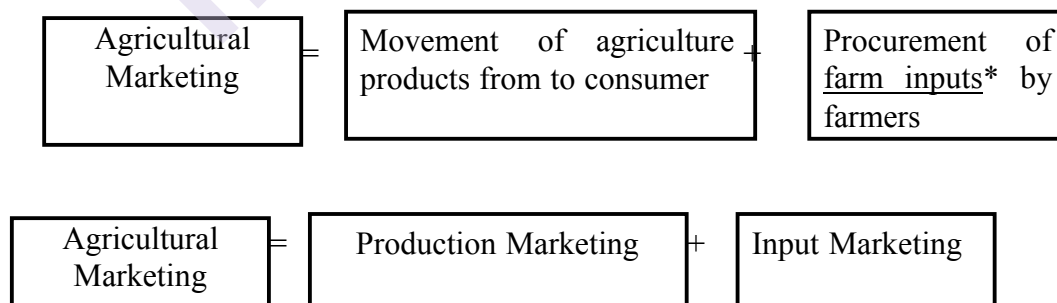 Agricultural
Marketing
=
Movement of agriculture
products from to consumer
+
Procurement of
farm inputs* by
farmers
Agricultural
Marketing
=
Production Marketing
+
Input Marketing